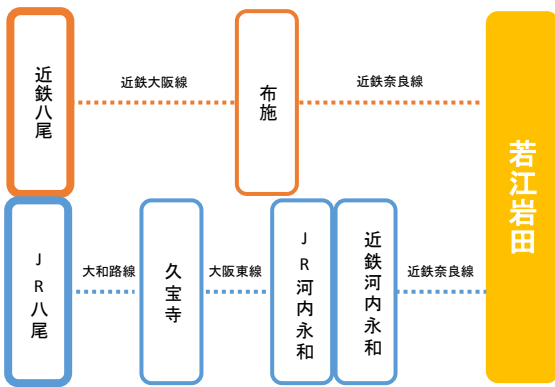 近鉄八尾
近鉄大阪線
布施
近鉄奈良線
若江岩田
JR八尾
大和路線
久宝寺
大阪東線
JR河内永和
近鉄河内永和
近鉄奈良線